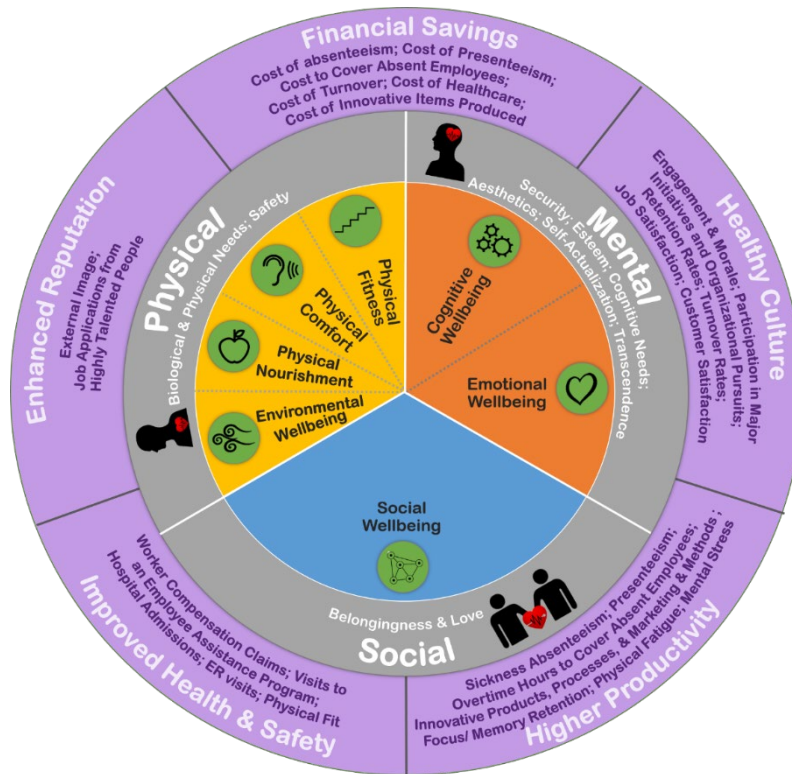 Financial Savings
Cost of absenteeism; Cost of Presenteeism;
Cost to Cover Absent Employees;
Cost of Turnover; Cost of Healthcare;
Cost of Innovative Items Produced
Healthy Culture
Engagement & Morale; Participation in Major
Initiatives and Organizational Pursuits;
Retention Rates; Turnover Rates;
Job Satisfaction; Customer Satisfaction
Higher Productivity
Sickness Absenteeism; Presenteeism;
Overtime Hours to Cover Absent Employees;
Innovative Products, Processes, & Marketing & Methods ;
Focus/ Memory Retention; Physical Fatigue; Mental Stress
Improved Health & Safety
Worker Compensation Claims; Visits to
an Employee Assistance Program;
Hospital Admissions; ER visits; Physical Fit
Enhanced Reputation
External Image;
Job Applications from
Highly Talented People
Physical
Biological & Physical Needs; Safety
Mental
Security; Esteem; Cognitive Needs;
Aesthetics; Self-Actualization; Transcendence
Social
Belongingness & Love
Physical
Fitness
Physical
Comfort
Physical
Nourishment
Environmental
Wellbeing
Cognitive
Wellbeing
Emotional
Wellbeing
Social
Wellbeing